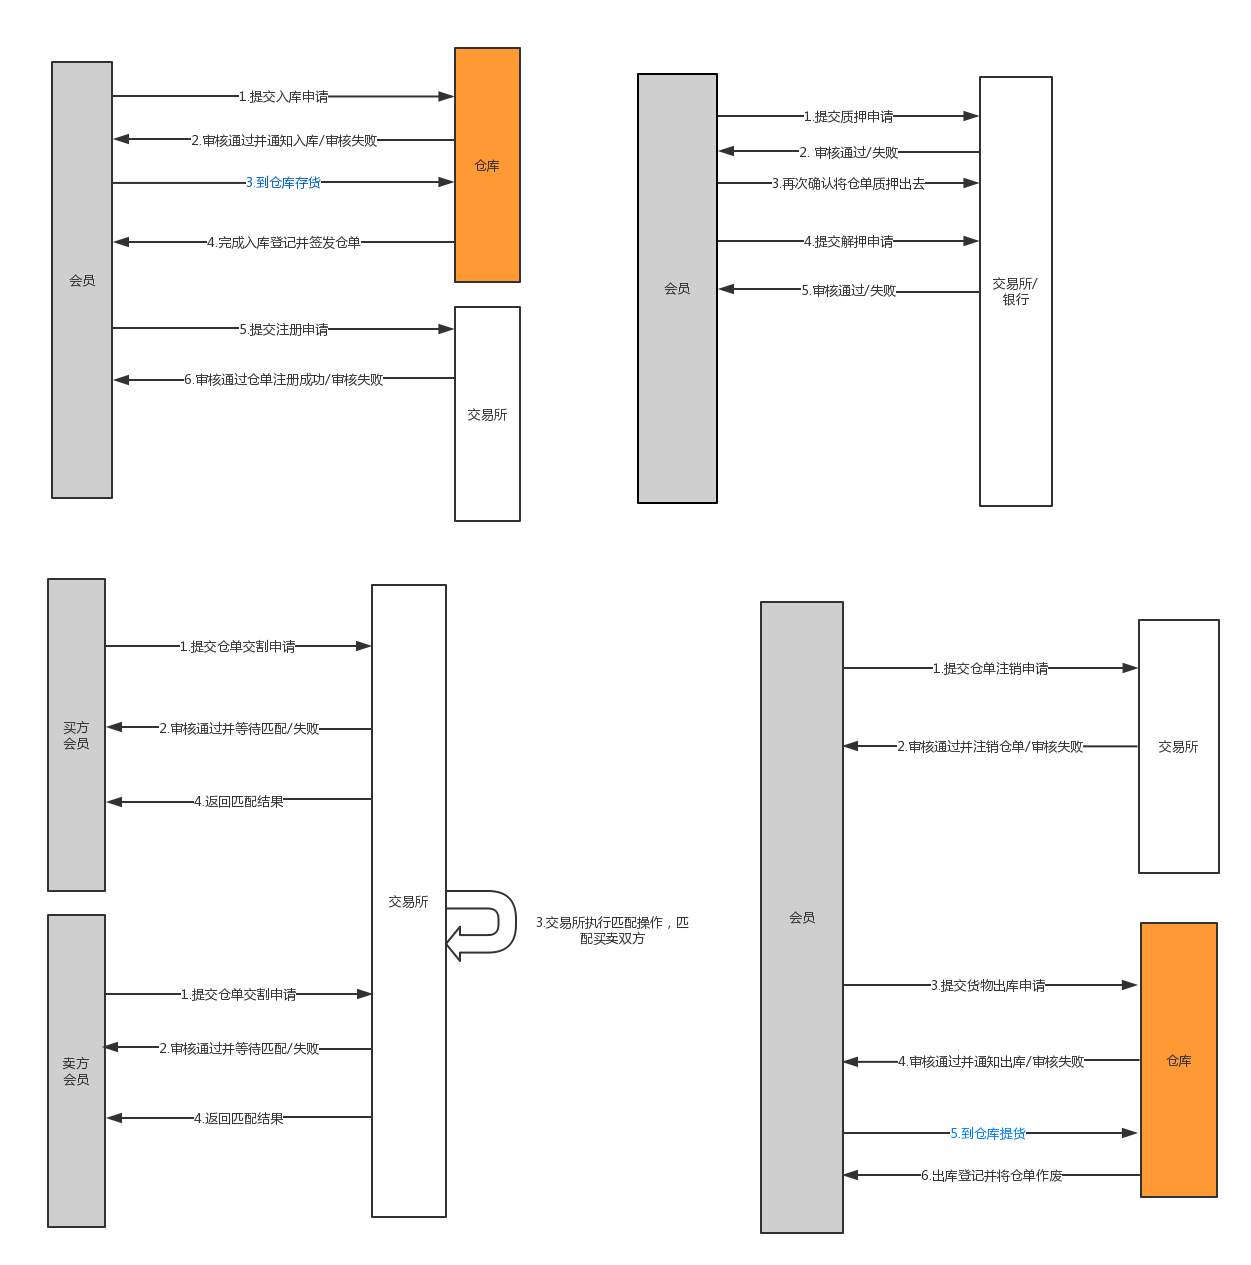 1.提交入库申请
2.审核通过并通知入库/审核失败
仓库
3.到仓库存货
4.完成入库登记并签发仓单
会员
5.提交注册申请
6.审核通过仓单注册成功/审核失败
交易所
1.提交质押申请
2. 审核通过/失败
3.再次确认将仓单质押出去
4.提交解押申请
会员
5.审核通过/失败
交易所/
银行
1.提交仓单交割申请
买方
会员
2.审核通过并等待匹配/失败
4.返回匹配结果
交易所
3.交易所执行匹配操作，匹
配买卖双方
1.提交仓单交割申请
2.审核通过并等待匹配/失败
卖方
会员
4.返回匹配结果
1.提交仓单注销申请
2.审核通过并注销仓单/审核失败
交易所
会员
3.提交货物出库申请
4.审核通过并通知出库/审核失败
仓库
5.到仓库提货
6.出库登记并将仓单作废